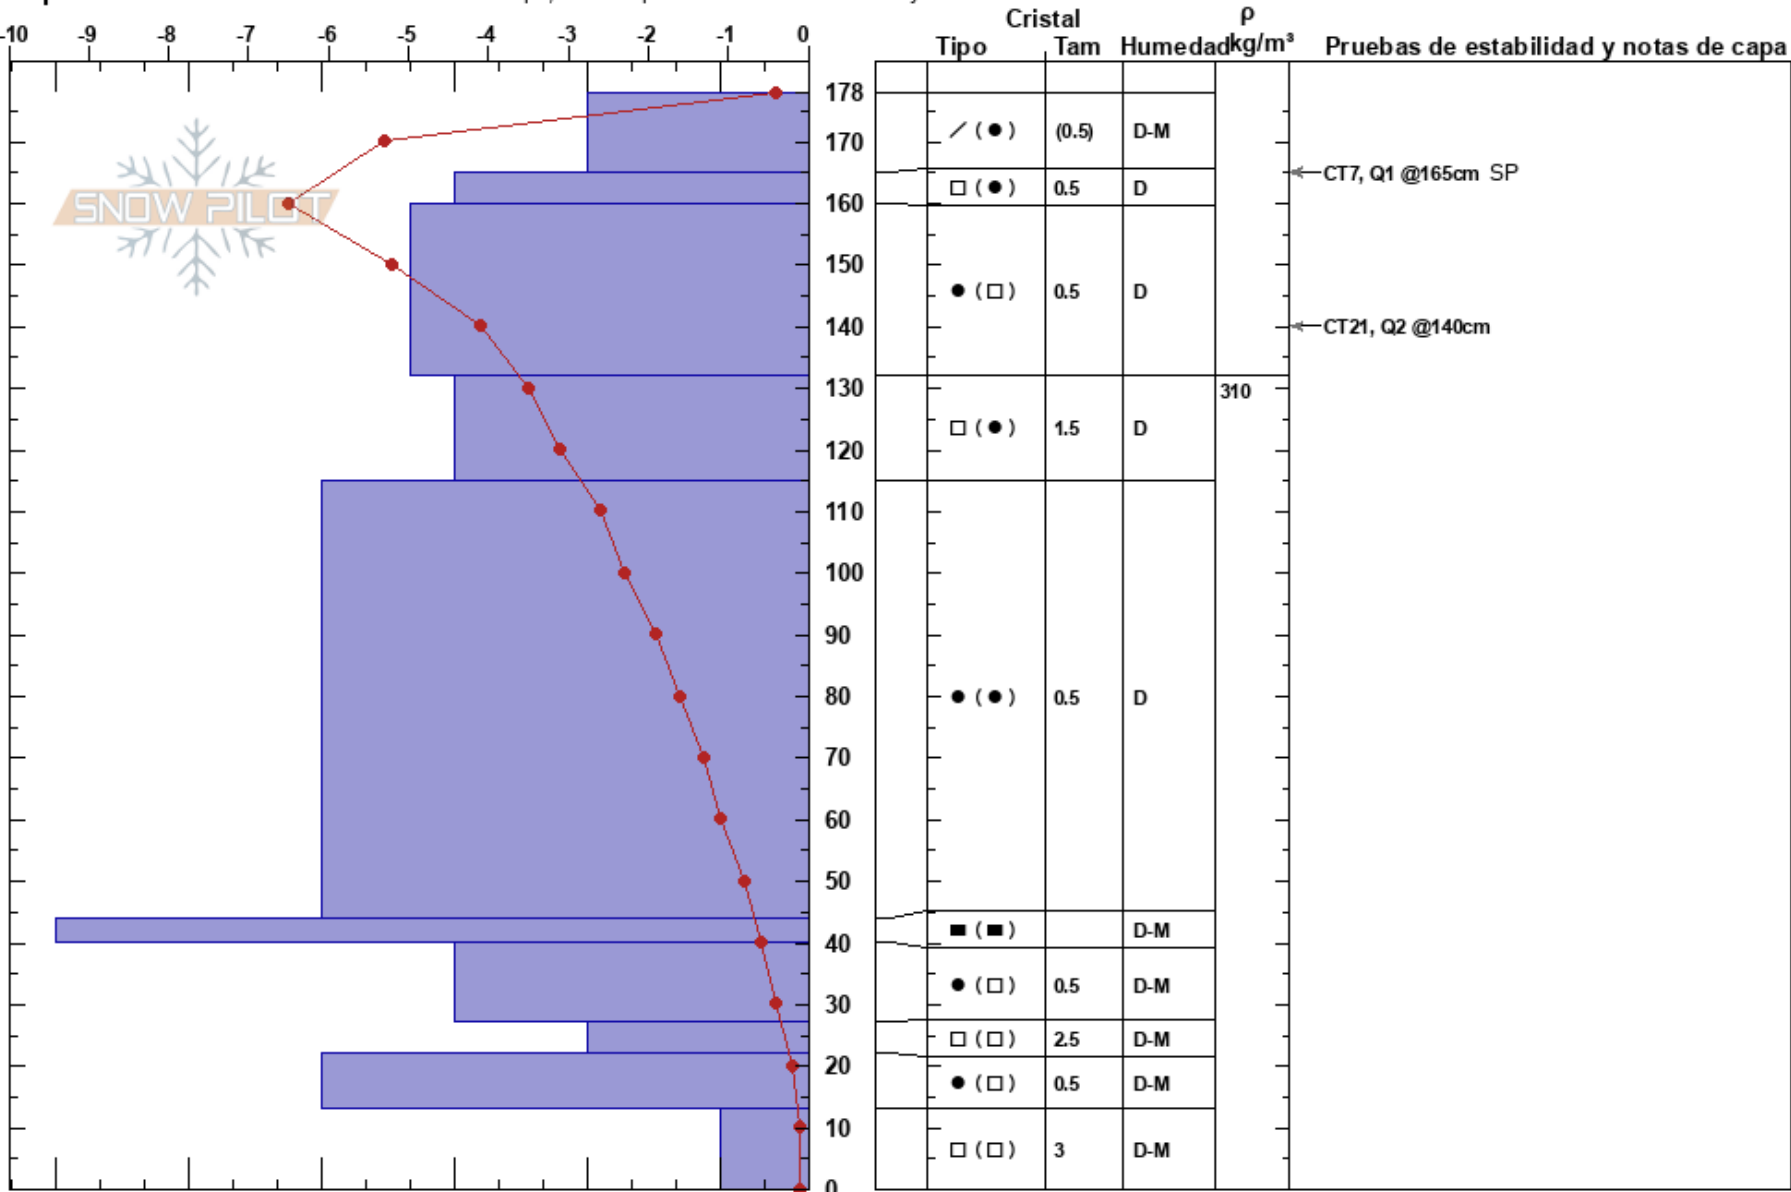 Cristal ρ
-10 -9 -8 -7 -6 -5 -4 -3 -2 -1 0 Tipo Tam Humedad kg/m³ Pruebas de estabilidad y notas de capa
178
(0.5) D-M
170
CT7, Q1 @165cm SP
0.5 D
160
SNOW PILOT
150
0.5 D
140 CT21, Q2 @140cm
130 310
1.5 D
120
110
100
90
80 0.5 D
70
60
50
D-M
40
0.5 D-M
30
2.5 D-M
20
0.5 D-M
10
3 D-M
0